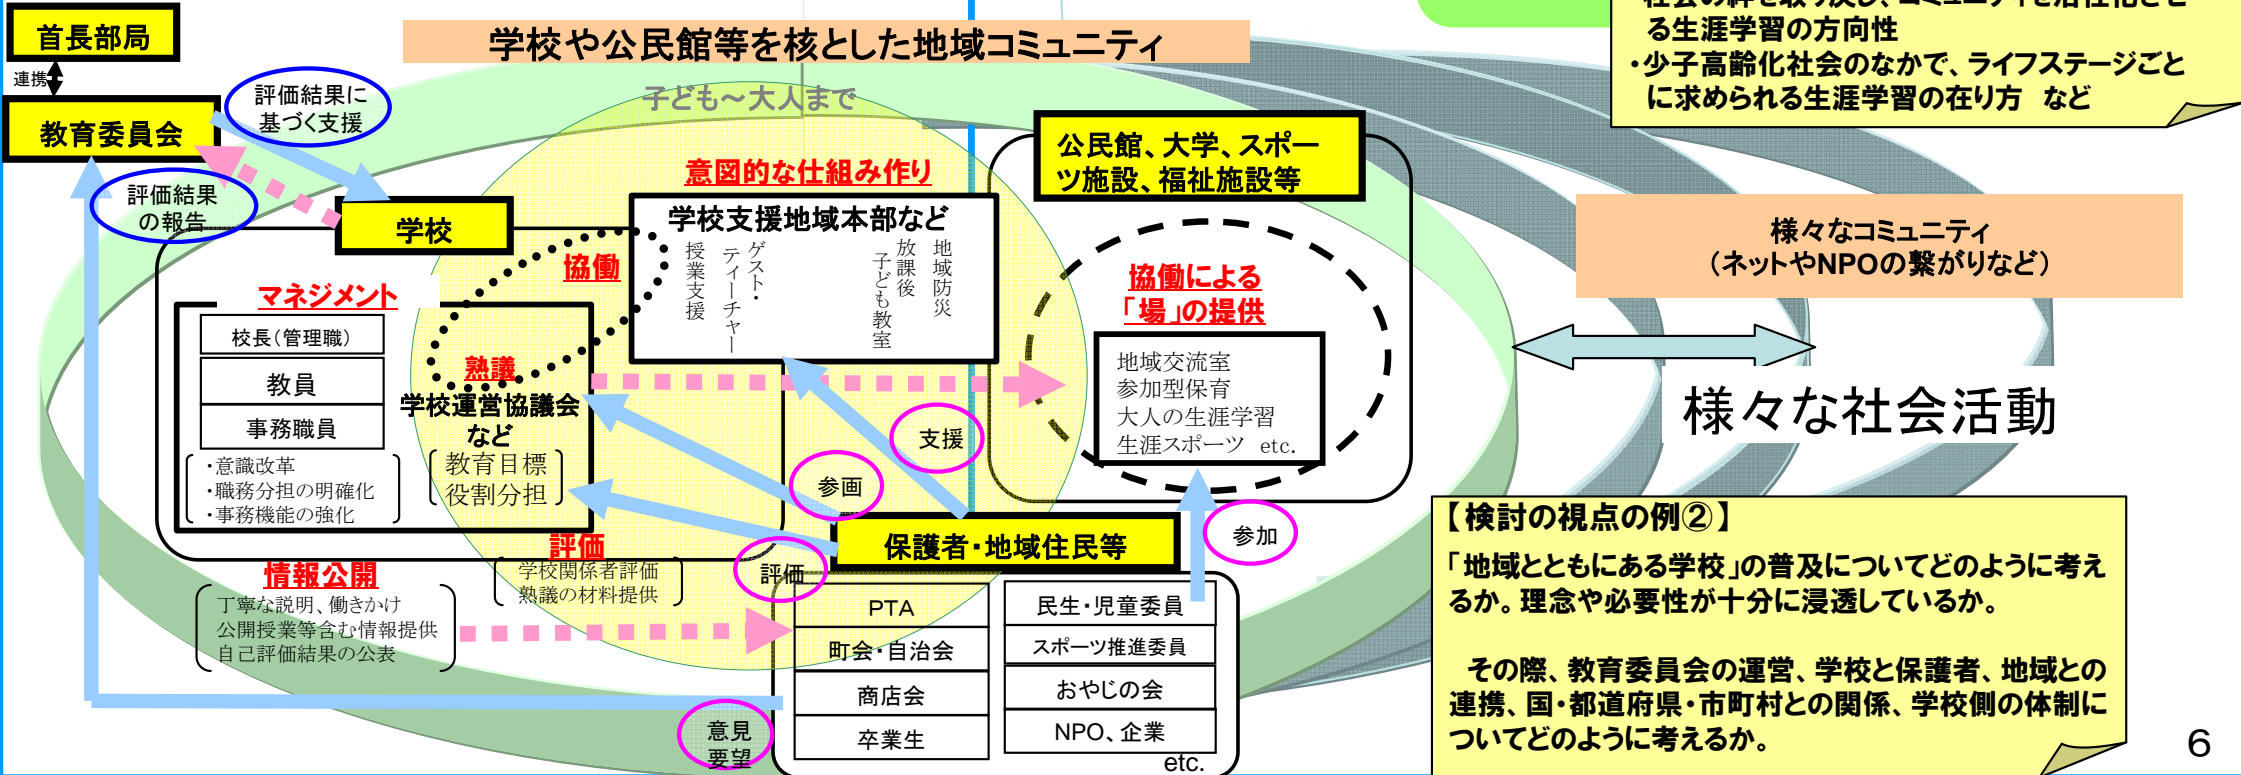 首長部局
連携
教育委員会
評価結果に
基づく支援
評価結果
の報告
学校や公民館等を核とした地域コミュニティ
子ども～大人まで
る生涯学習の方向性
・少子高齢化社会のなかで、ライフステージごと
に求められる生涯学習の在り方 など
学校
意図的な仕組み作り
学校支援地域本部など
授業支援
ゲスト・
ティーチャー
放課後
子ども教室
地域防災
協働
公民館、大学、スポー
ツ施設、福祉施設等
協働による
「場」の提供
地域交流室
参加型保育
大人の生涯学習
生涯スポーツ etc.
様々なコミュニティ
（ネットやNPOの繋がりなど）
様々な社会活動
マネジメント
校長（管理職）
教員
事務職員
・意識改革
・職務分担の明確化
・事務機能の強化
熟議
学校運営協議会
など
教育目標
役割分担
支援
参画
評価
参加
保護者・地域住民等
評価
学校関係者評価
熟議の材料提供
情報公開
丁寧な説明、働きかけ
公開授業等含む情報提供
自己評価結果の公表
PTA
町会・自治会
商店会
卒業生
民生・児童委員
スポーツ推進委員
おやじの会
NPO、企業
etc.
意見
要望
【検討の視点の例②】
「地域とともにある学校」の普及についてどのように考え
るか。理念や必要性が十分に浸透しているか。
その際、教育委員会の運営、学校と保護者、地域との
連携、国・都道府県・市町村との関係、学校側の体制に
ついてどのように考えるか。
6